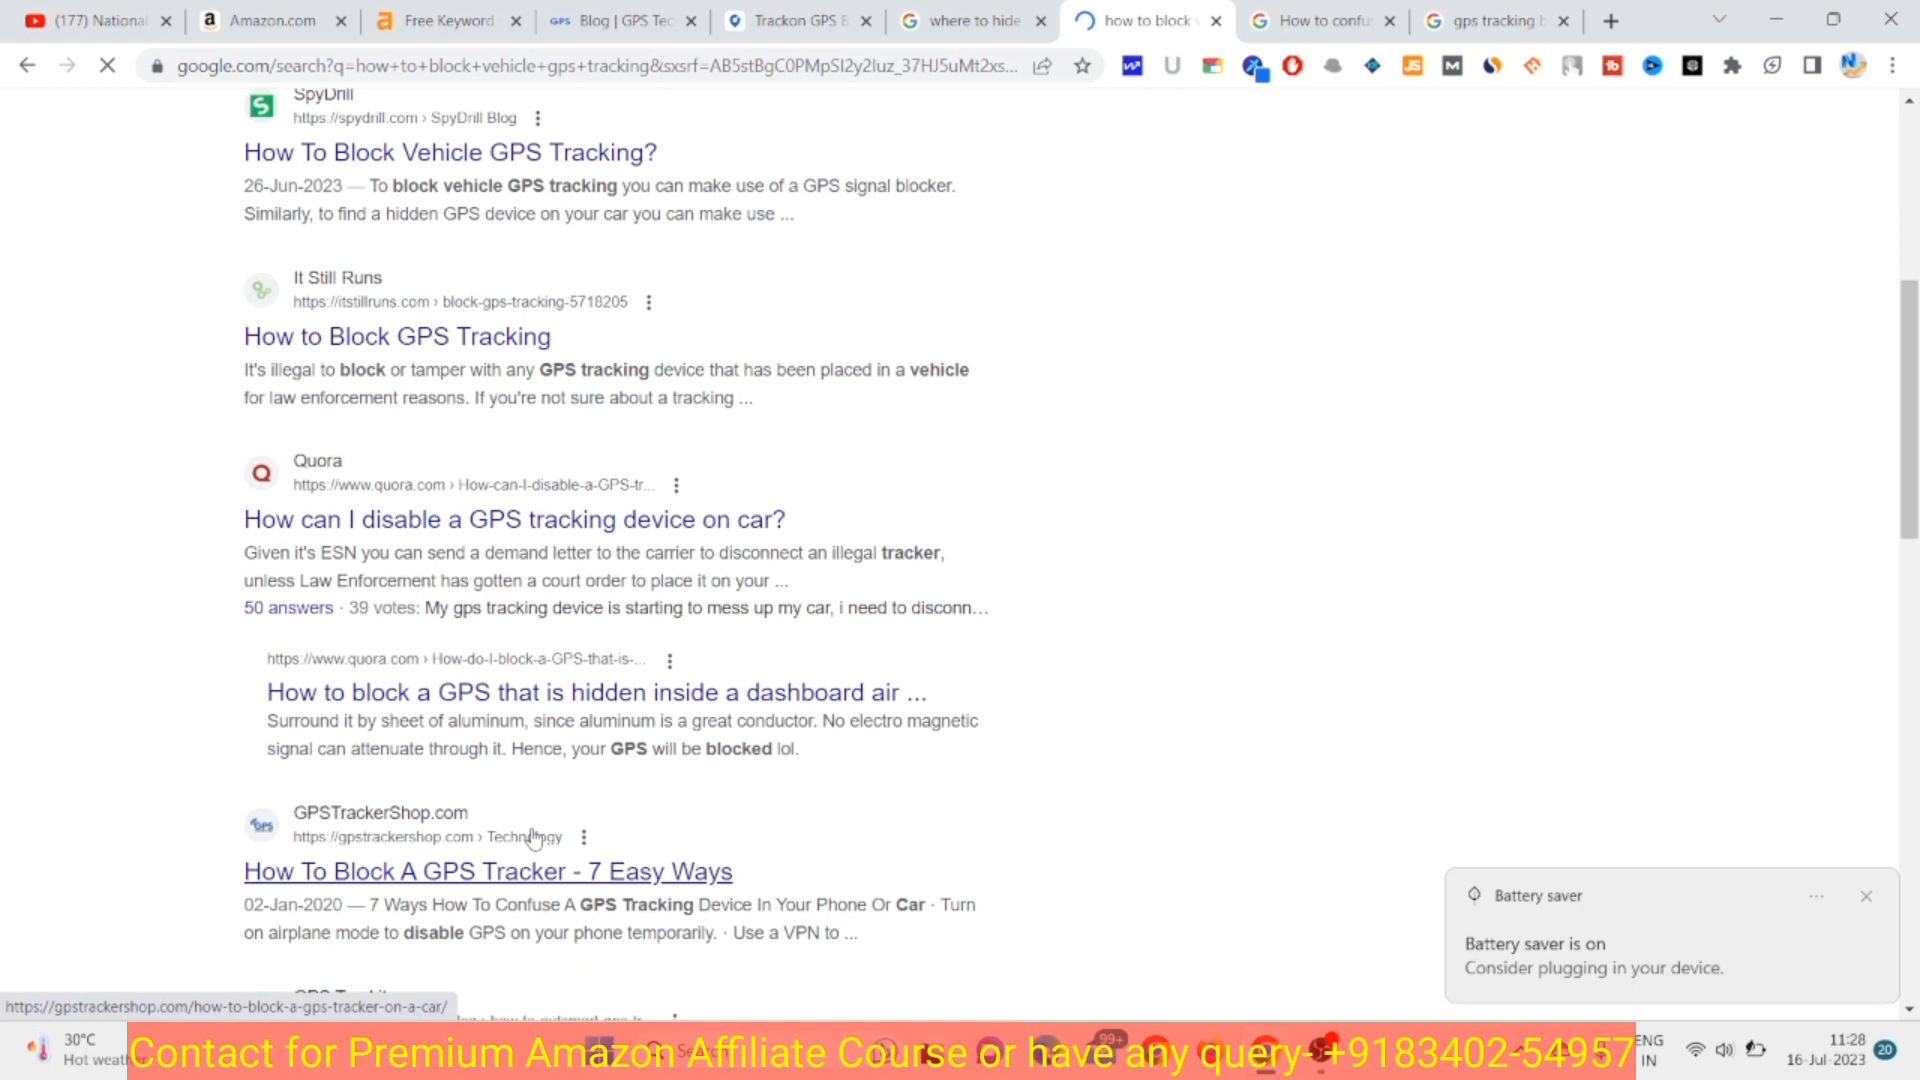 (177) National
Amazon.com
Free Keyword
GPS Blog | GPS Tec
Trackon GPS B
where to hide
how to block v
How to confu
gps tracking b
google.com/search?q=how+to+block+vehicle+gps+tracking&sxsrf=AB5stBgC0PMpSI2y2Iuz_37HJ5uMt2xs...
SpyDrill
https://spydrill.com › SpyDrill Blog
How To Block Vehicle GPS Tracking?
26-Jun-2023 — To block vehicle GPS tracking you can make use of a GPS signal blocker.
Similarly, to find a hidden GPS device on your car you can make use ...
It Still Runs
https://itstillruns.com › block-gps-tracking-5718205
How to Block GPS Tracking
It's illegal to block or tamper with any GPS tracking device that has been placed in a vehicle
for law enforcement reasons. If you're not sure about a tracking ...
Quora
https://www.quora.com › How-can-I-disable-a-GPS-tr...
How can I disable a GPS tracking device on car?
Given it's ESN you can send a demand letter to the carrier to disconnect an illegal tracker,
unless Law Enforcement has gotten a court order to place it on your ...
50 answers · 39 votes: My gps tracking device is starting to mess up my car, i need to disconn...
https://www.quora.com › How-do-I-block-a-GPS-that-is-...
How to block a GPS that is hidden inside a dashboard air ...
Surround it by sheet of aluminum, since aluminum is a great conductor. No electro magnetic
signal can attenuate through it. Hence, your GPS will be blocked lol.
GPSTrackerShop.com
https://gpstrackershop.com › Technology
How To Block A GPS Tracker - 7 Easy Ways
02-Jan-2020 — 7 Ways How To Confuse A GPS Tracking Device In Your Phone Or Car · Turn
on airplane mode to disable GPS on your phone temporarily. · Use a VPN to ...
Battery saver
Battery saver is on
Consider plugging in your device.
https://gpstrackershop.com/how-to-block-a-gps-tracker-on-a-car/
30°C
Hot weath
Contact for Premium Amazon Affiliate Course or have any query- +9183402-54957
99+
ENG
IN
11:28
16-Jul-2023
20